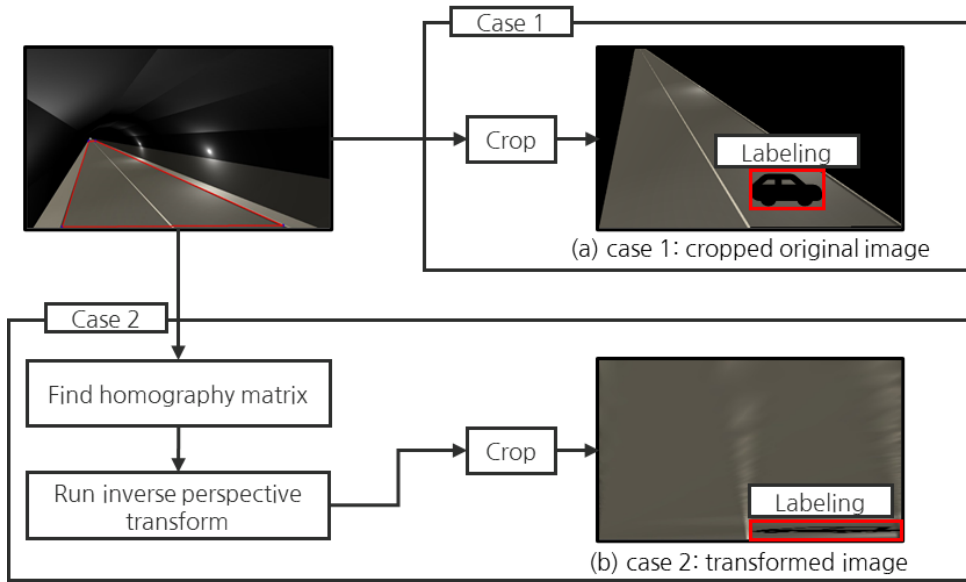 Case 1
Crop
Labeling
(a) case 1: cropped original image
Case 2
Find homography matrix
Run inverse perspective
transform
Crop
Labeling
(b) case 2: transformed image